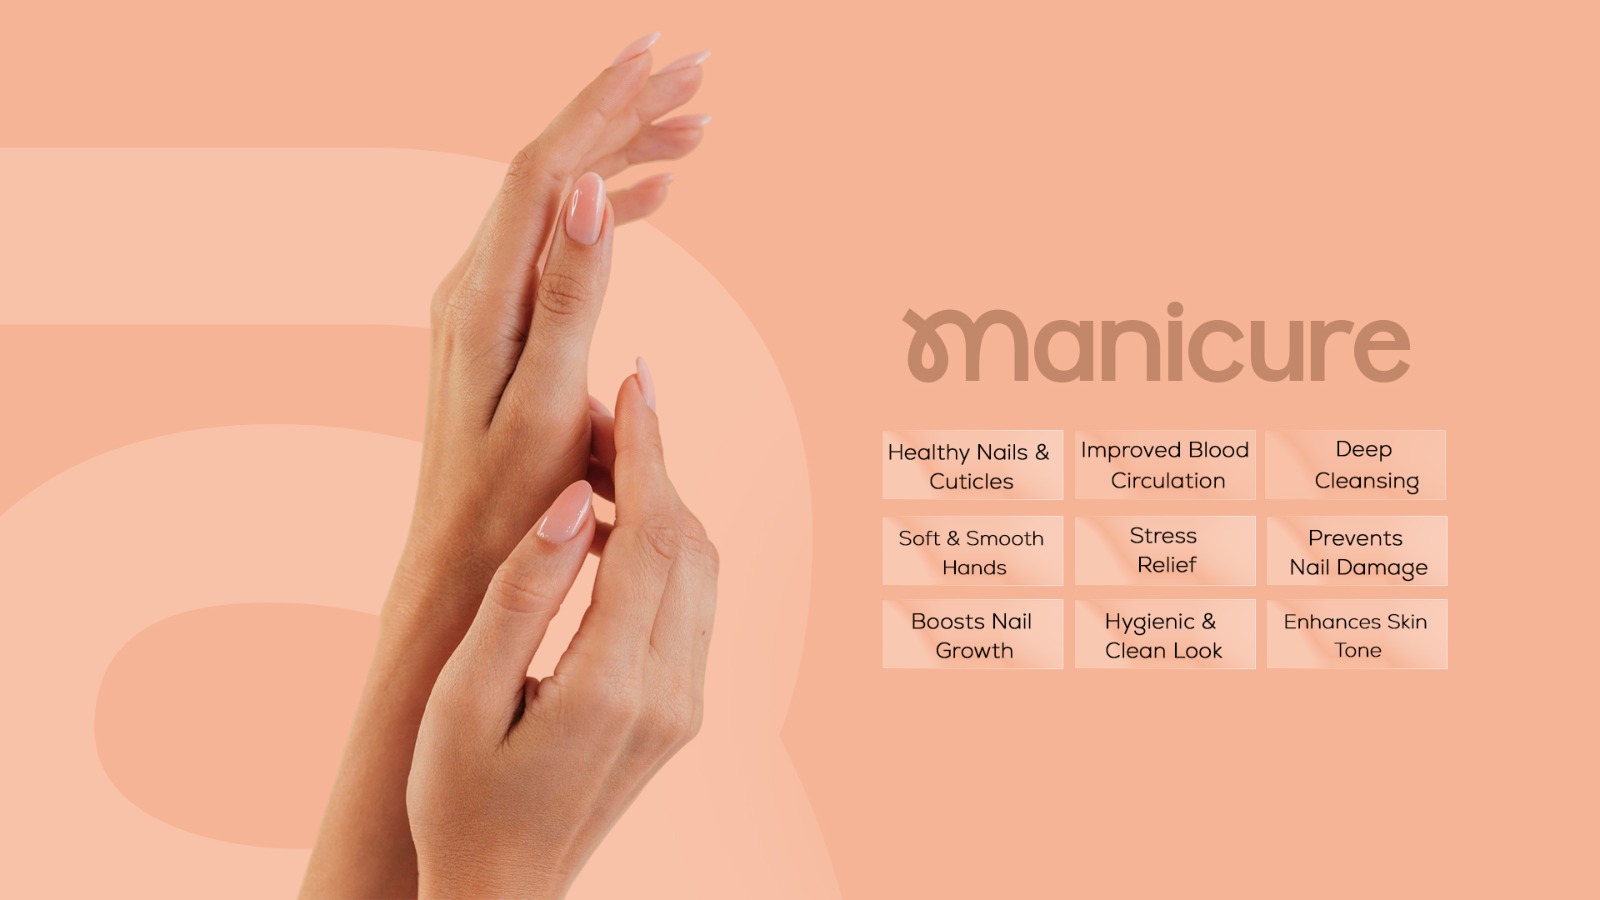 Manicure
Healthy Nails &
Cuticles
Improved Blood
Circulation
Deep
Cleansing
Soft & Smooth
Hands
Stress
Relief
Prevents
Nail Damage
Boosts Nail
Growth
Hygienic &
Clean Look
Enhances Skin
Tone